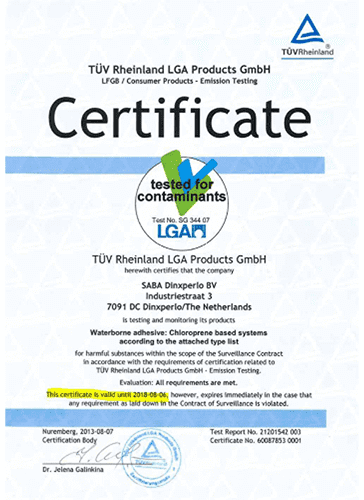 TÜVRheinland
TÜV Rheinland LGA Products GmbH
LFGB / Consumer Products - Emission Testing
Certificate
tested for
contaminants
Test No. SG 344 07
LGA
TÜV Rheinland LGA Products GmbH
herewith certifies that the company
SABA Dinxperlo BV
Industriestraat 3
7091 DC Dinxperlo/The Netherlands
is testing and monitoring its products
Waterborne adhesive: Chloroprene based systems
according to the attached type list
for harmful substances within the scope of the Surveillance Contract
in accordance with the requirements of certification related to
TÜV Rheinland LGA Products GmbH - Emission Testing.
Evaluation: All requirements are met.
This certificate is valid until 2018-08-06, however, expires immediately in the case that
any requirement as laid down in the Contract of Surveillance is violated.
Nuremberg, 2013-08-07
Certification Body
Test Report No. 21201542 003
Certificate No. 60087853 0001
Dr. Jelena Galinkina